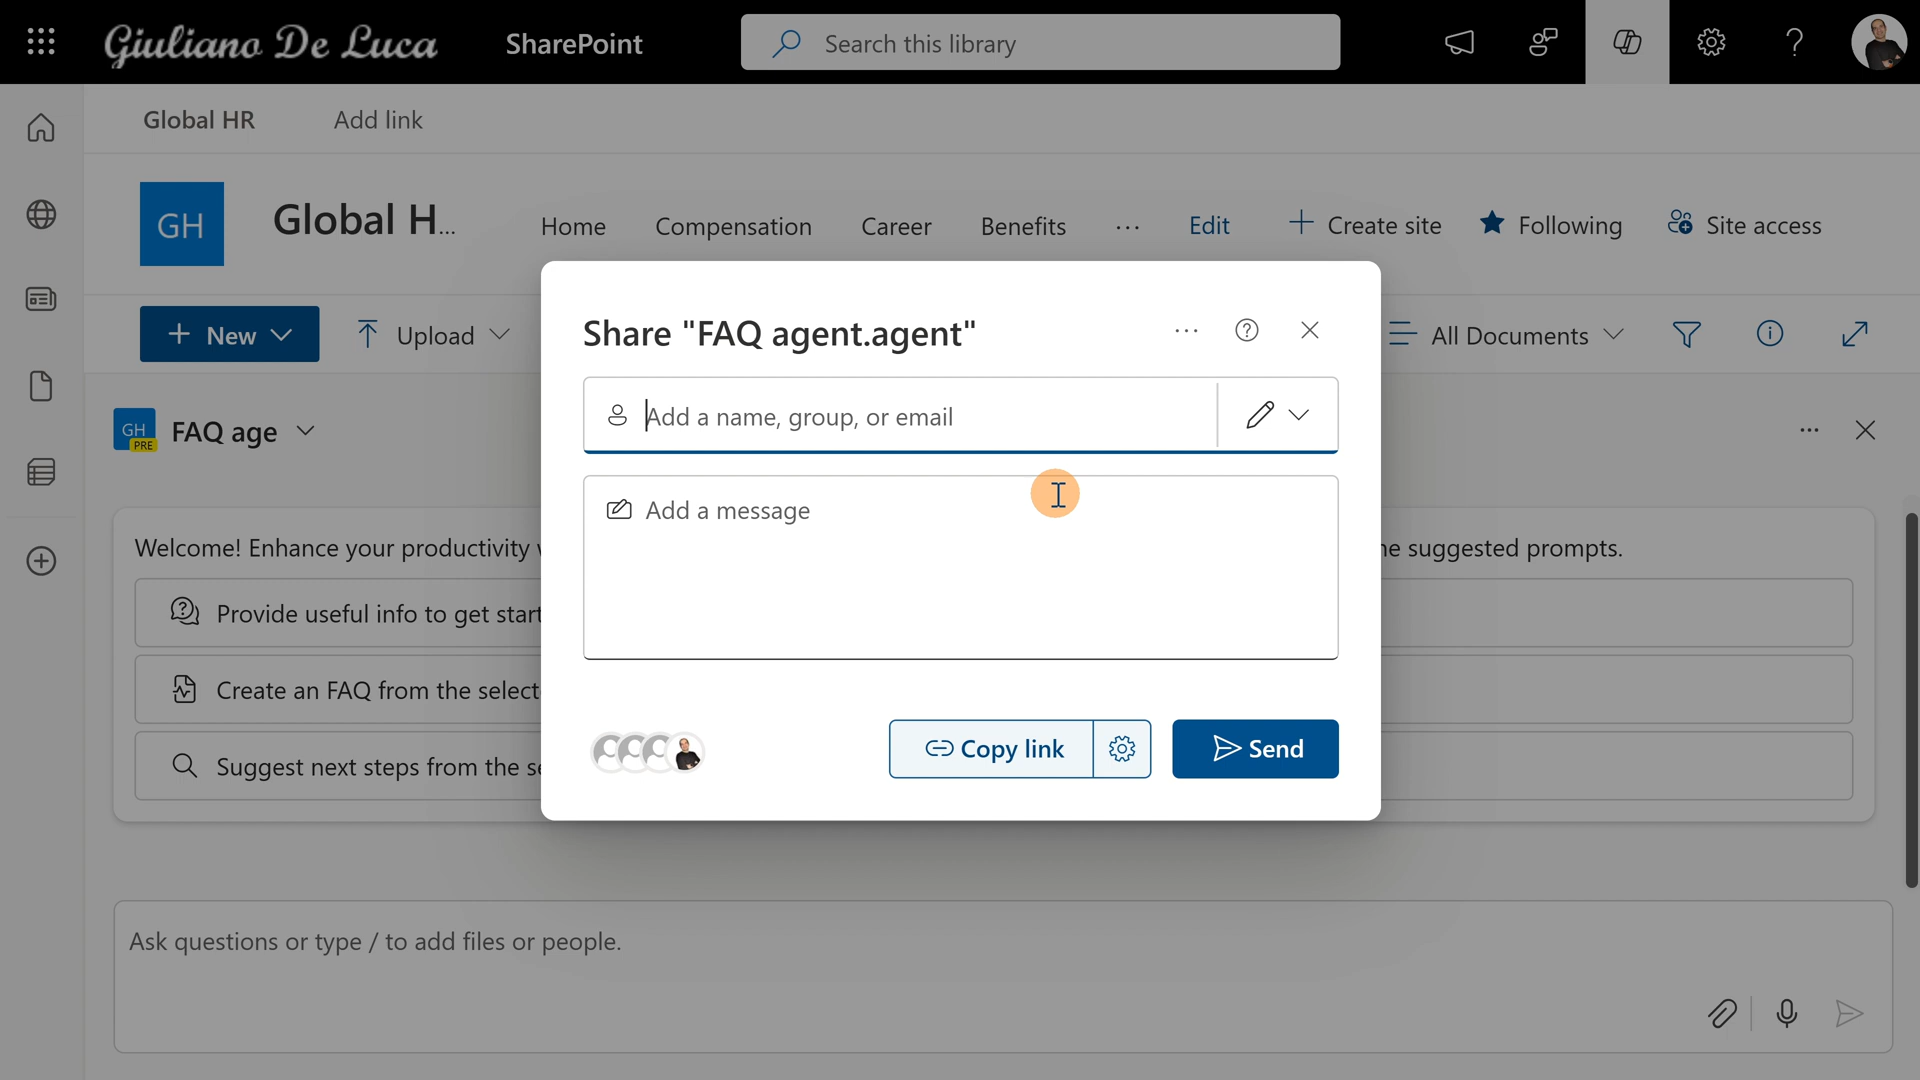 Giuliano De Luca
SharePoint
Search this library
Global HR
Add link
GH
Global H...
Home
Compensation
Career
Benefits
Edit
Create site
Following
Site access
New
Upload
All Documents
Share "FAQ agent.agent"
Add a name, group, or email
GH
PRE
FAQ age
Add a message
Welcome! Enhance your productivity
he suggested prompts.
Provide useful info to get start
Create an FAQ from the select
Suggest next steps from the se
Copy link
Send
Ask questions or type / to add files or people.